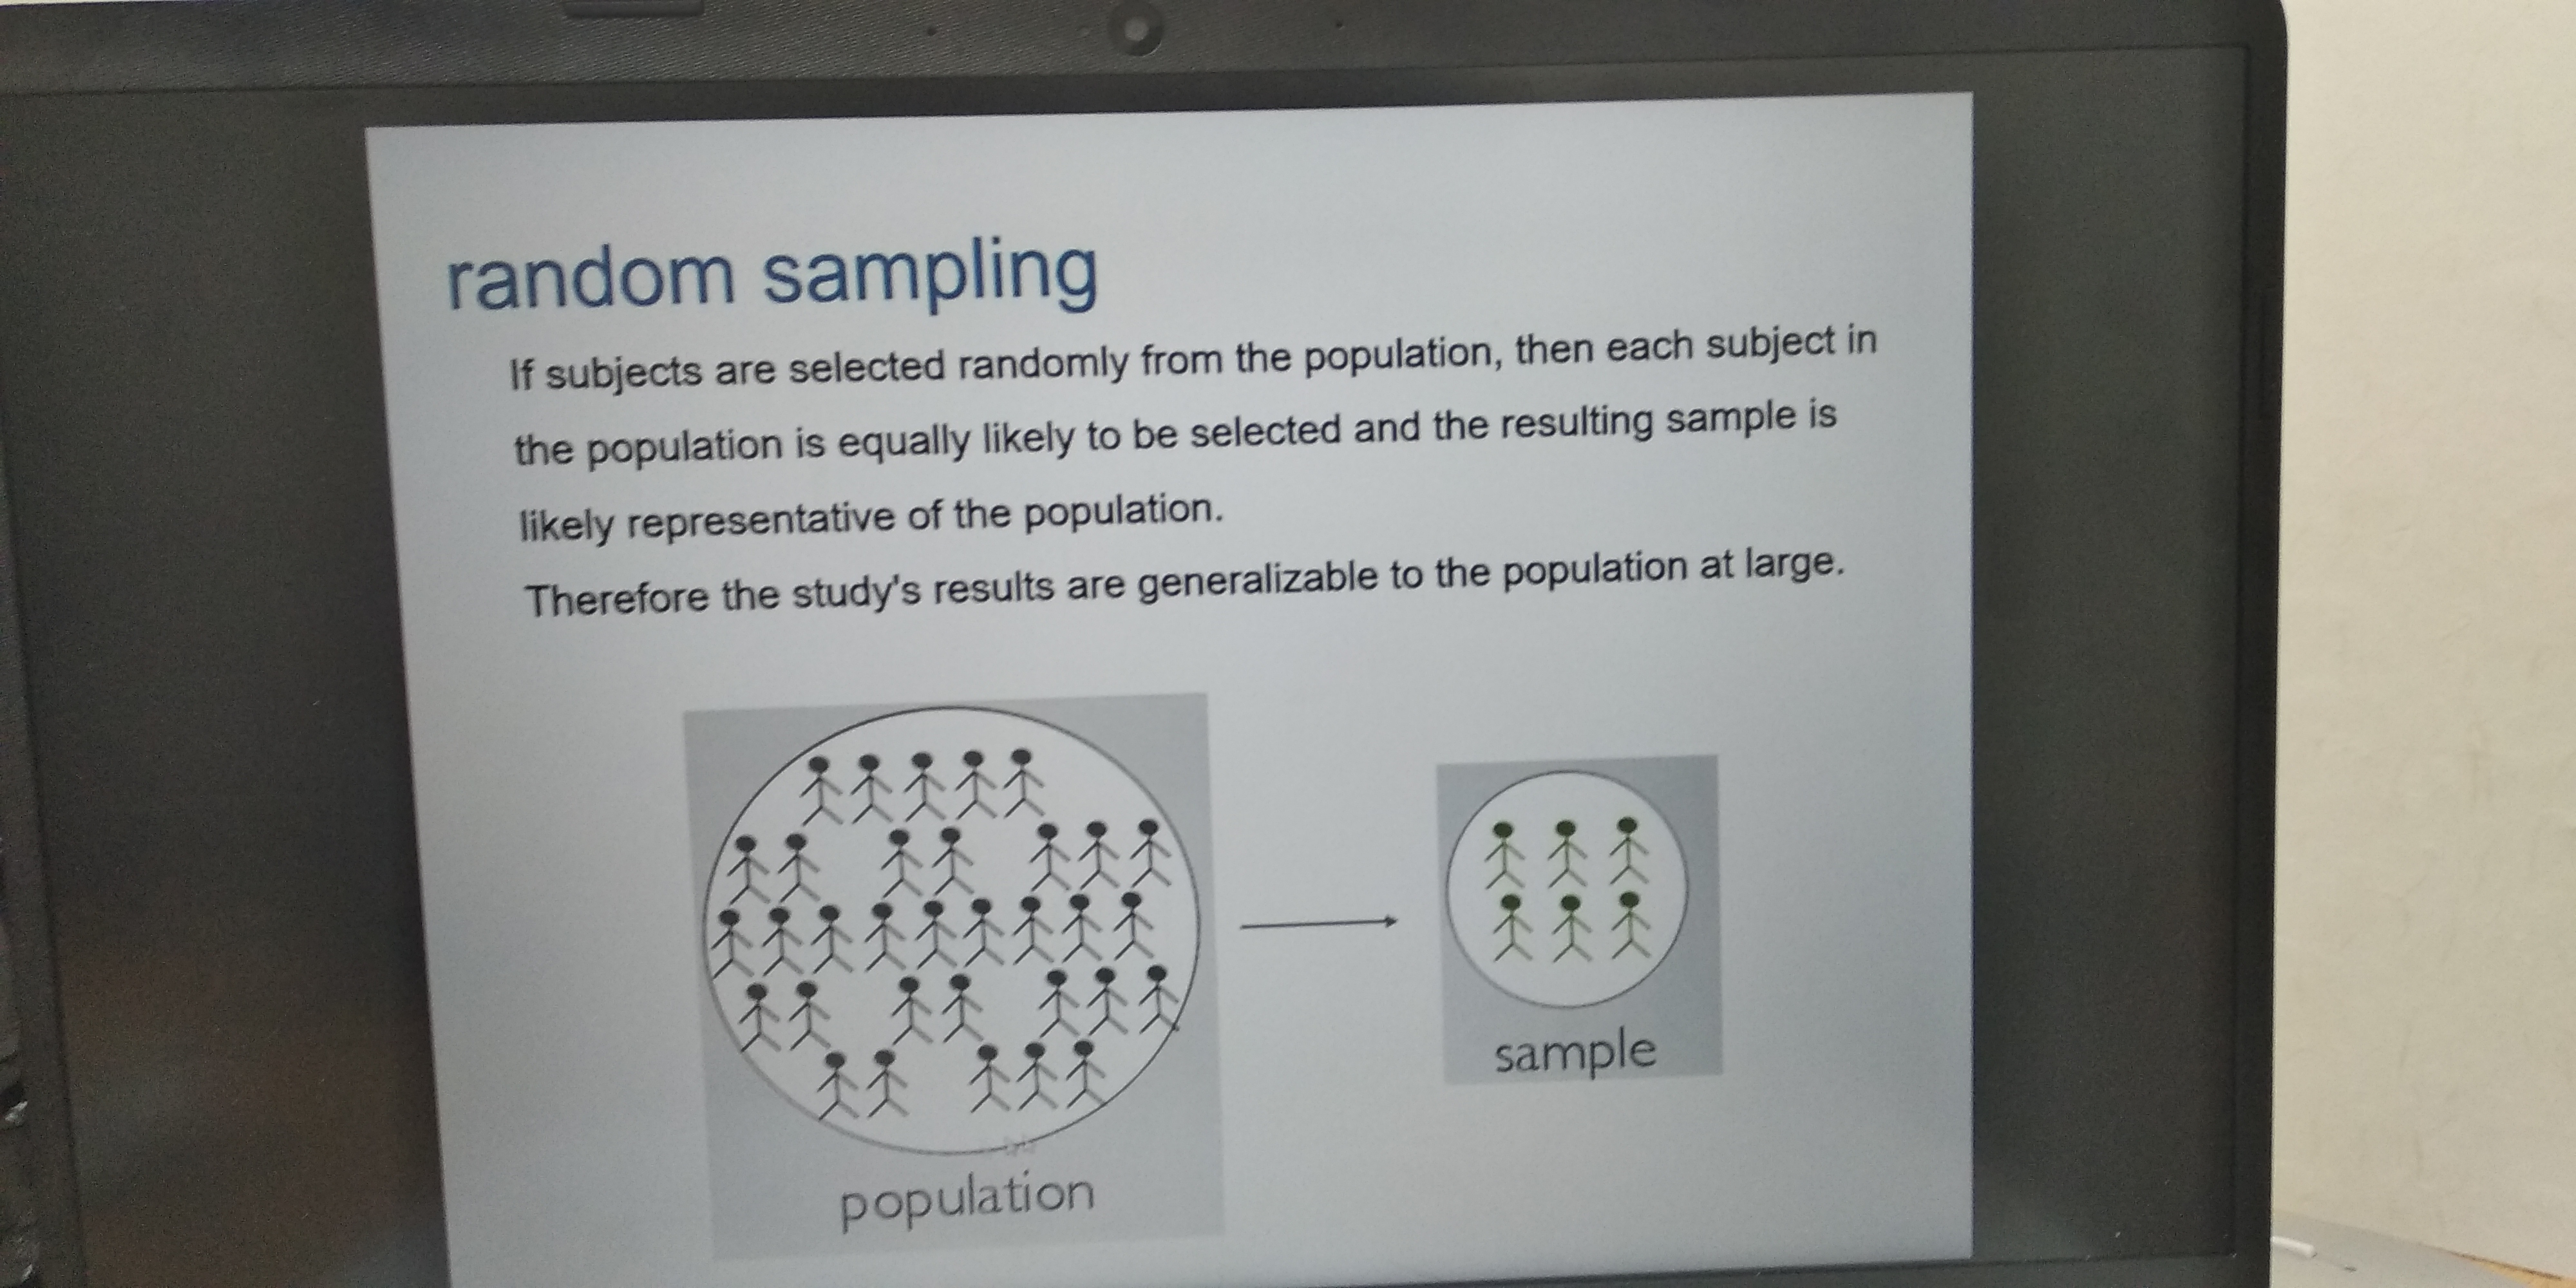 random sampling
If subjects are selected randomly from the population, then each subject in
the population is equally likely to be selected and the resulting sample is
likely representative of the population.
Therefore the study's results are generalizable to the population at large.
population
sample